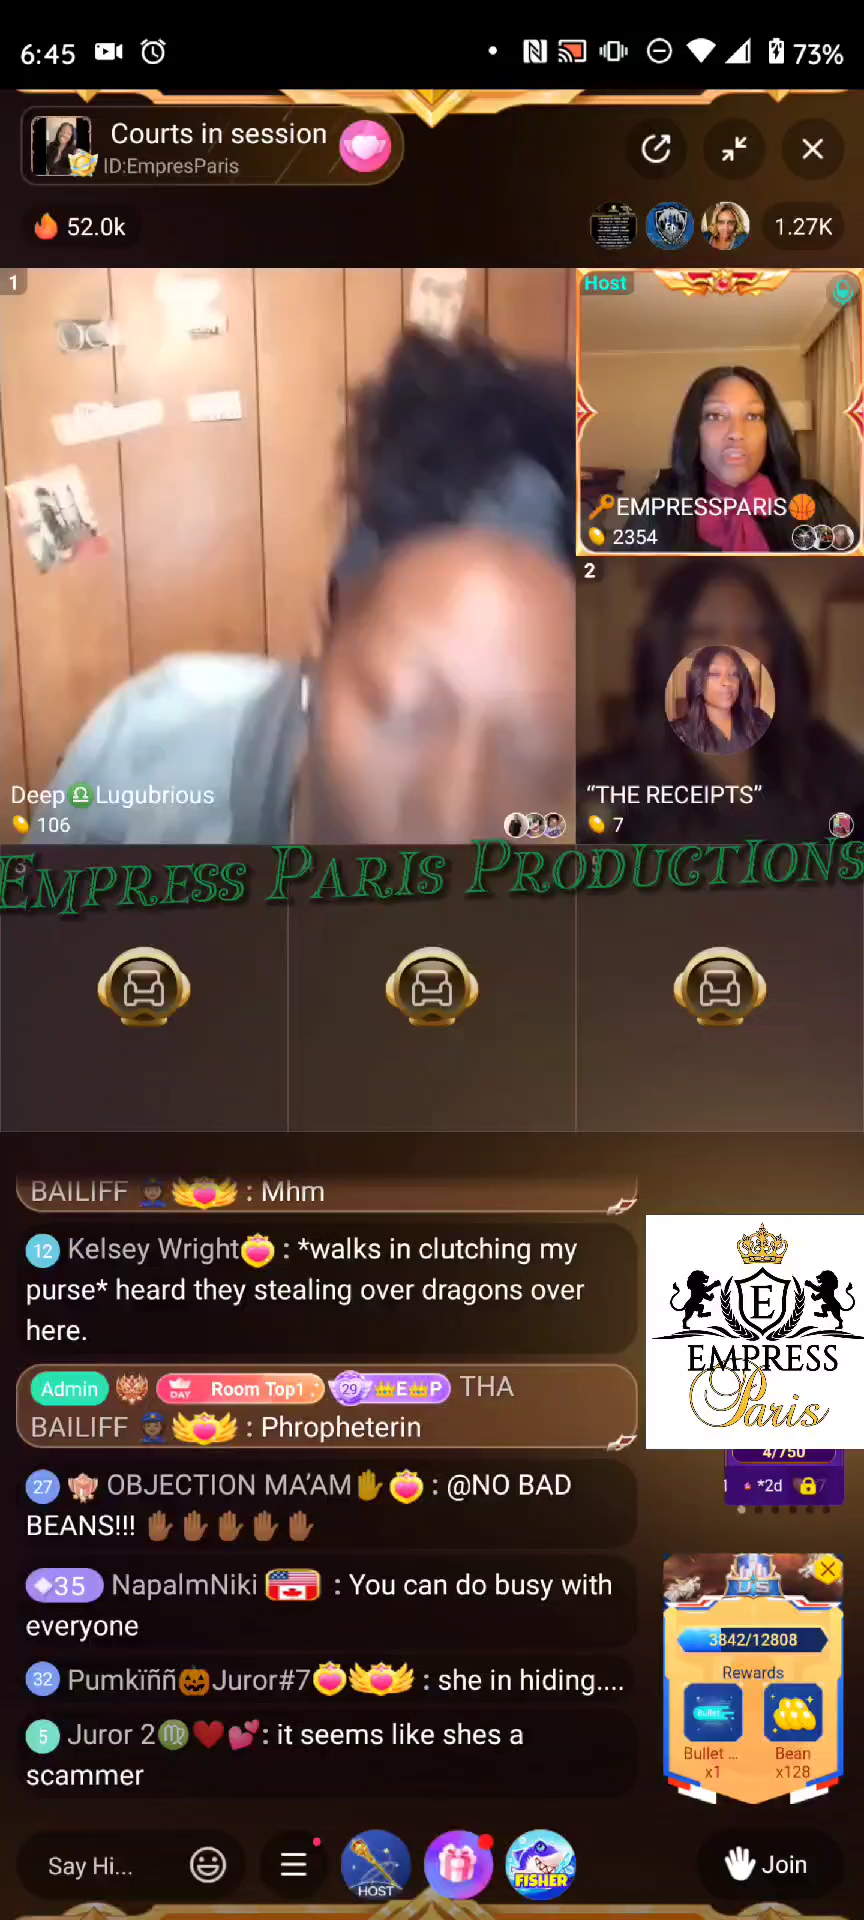 6:45
73%
Courts in session
ID:EmpresParis
52.0k
1.27K
1
Host
🔑EMPRESSPARIS🏀
2354
2
Deep♎Lugubrious
106
“THE RECEIPTS”
7
EMPRESS PARIS PRODUCTIONS
BAILIFF 👮🏽 : Mhm
12 Kelsey Wright : *walks in clutching my
purse* heard they stealing over dragons over
here.
Admin DAY Room Top1 29 👑E👑P THA
BAILIFF 👮🏽 : Phropheterin
27 OBJECTION MA’AM✋ : @NO BAD
BEANS!!! ✋🏾✋🏾✋🏾✋🏾✋🏾
35 NapalmNiki : You can do busy with
everyone
32 Pumkïññ🎃Juror#7 : she in hiding....
5 Juror 2♍❤️💕: it seems like shes a
scammer
E
EMPRESS
Paris
4/750
*2d
US
3842/12808
Rewards
Bullet
Bullet ...
x1
Bean
x128
Say Hi...
HOST
FISHER
Join